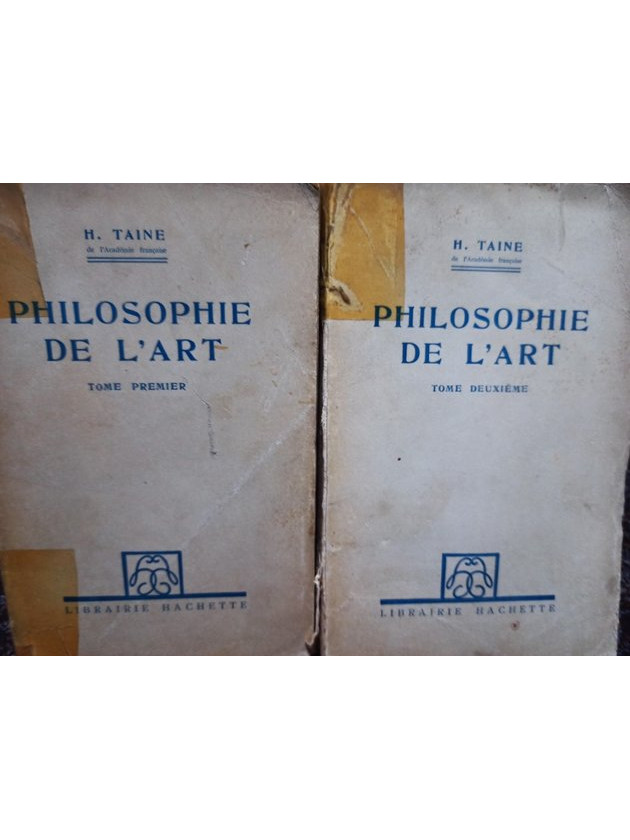 H. TAINE
de l'Académie française
PHILOSOPHIE
DE L'ART
TOME PREMIER
LIBRAIRIE HACHETTE
H. TAINE
de l'Académie française
PHILOSOPHIE
DE L'ART
TOME DEUXIÈME
LIBRAIRIE HACHETTE